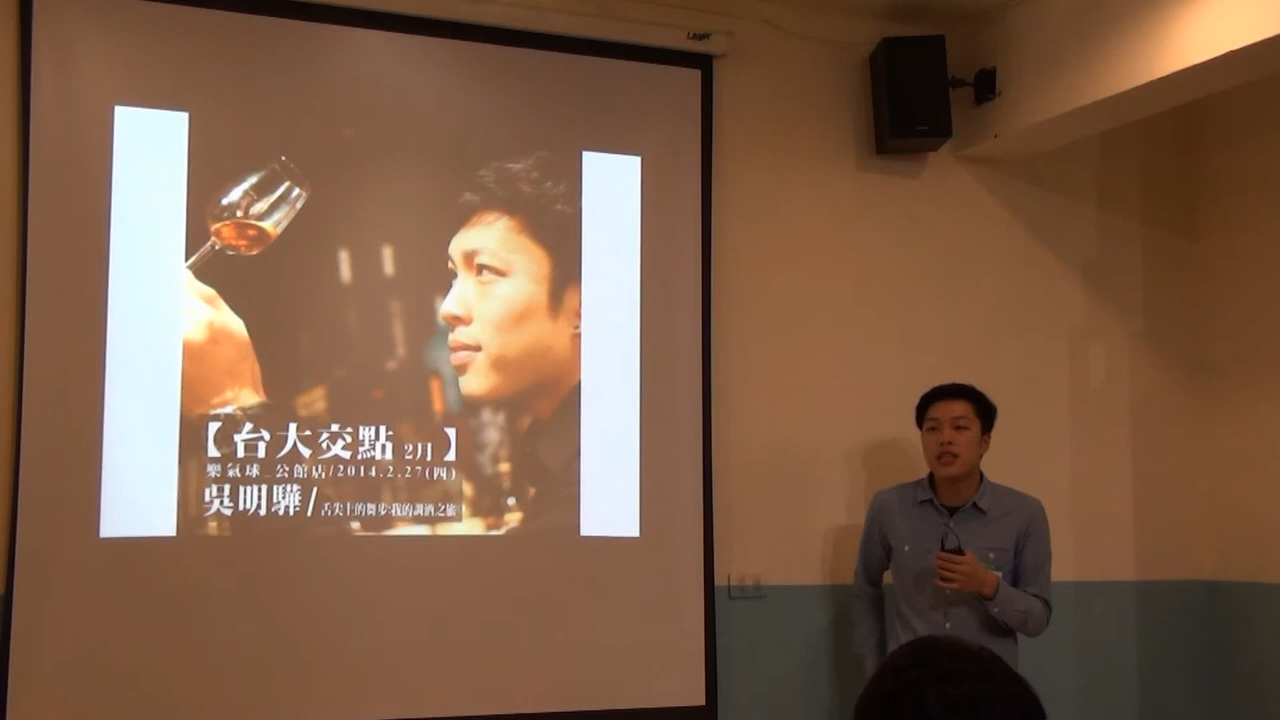 【台大交點 2月】
樂氣球_公館店/2014.2.27(四)
吳明驊/舌尖上的舞步:我的調酒之旅